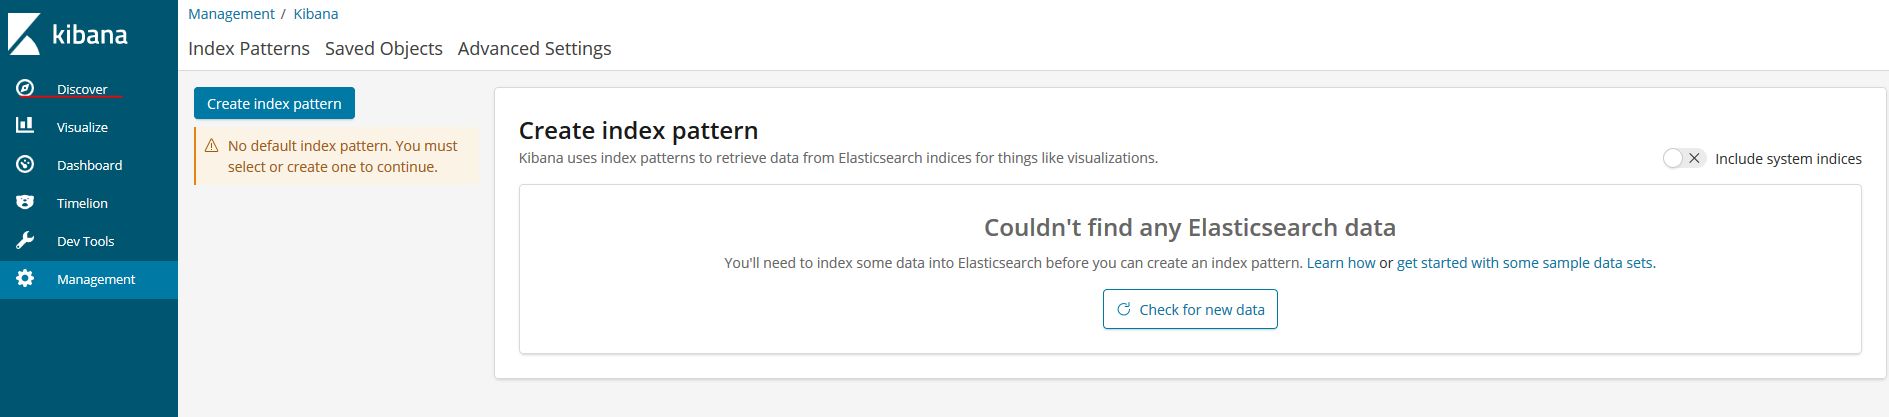 kibana
Discover
Visualize
Dashboard
Timelion
Dev Tools
Management
Management / Kibana
Index Patterns Saved Objects Advanced Settings
Create index pattern
No default index pattern. You must
select or create one to continue.
Create index pattern
Kibana uses index patterns to retrieve data from Elasticsearch indices for things like visualizations.
Include system indices
Couldn't find any Elasticsearch data
You'll need to index some data into Elasticsearch before you can create an index pattern. Learn how or get started with some sample data sets.
Check for new data